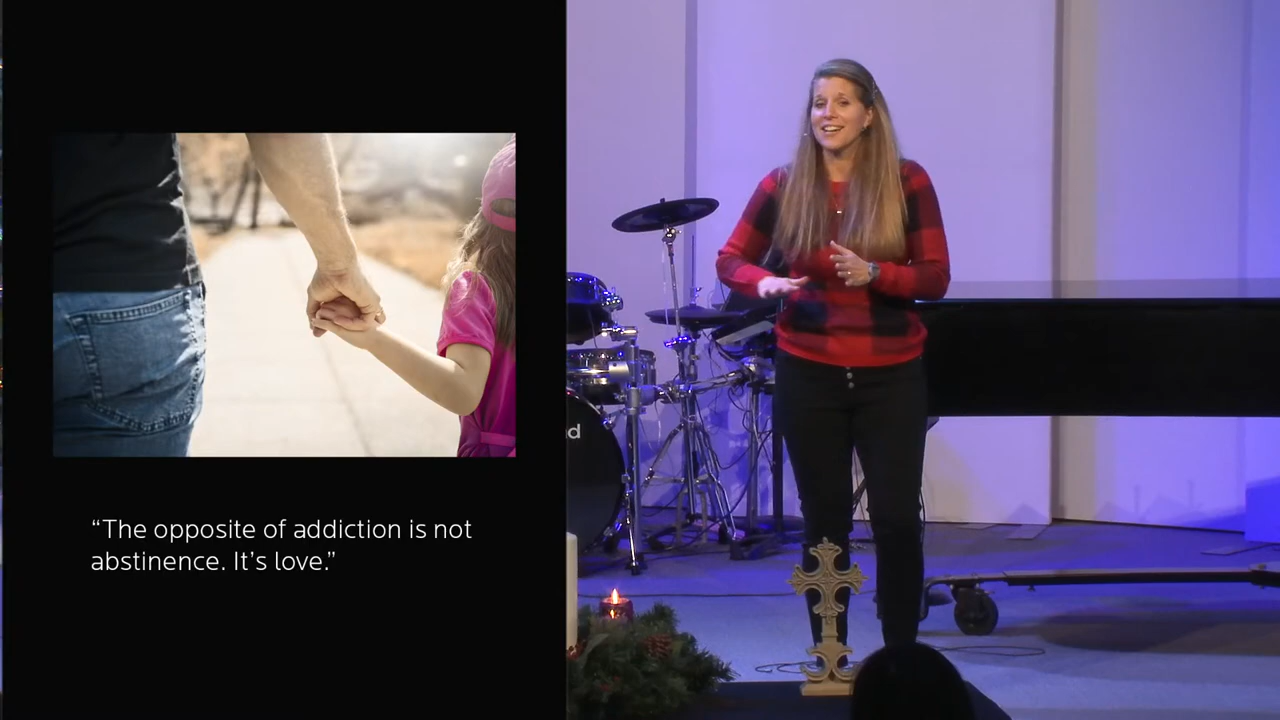 “The opposite of addiction is not
abstinence. It’s love.”
d